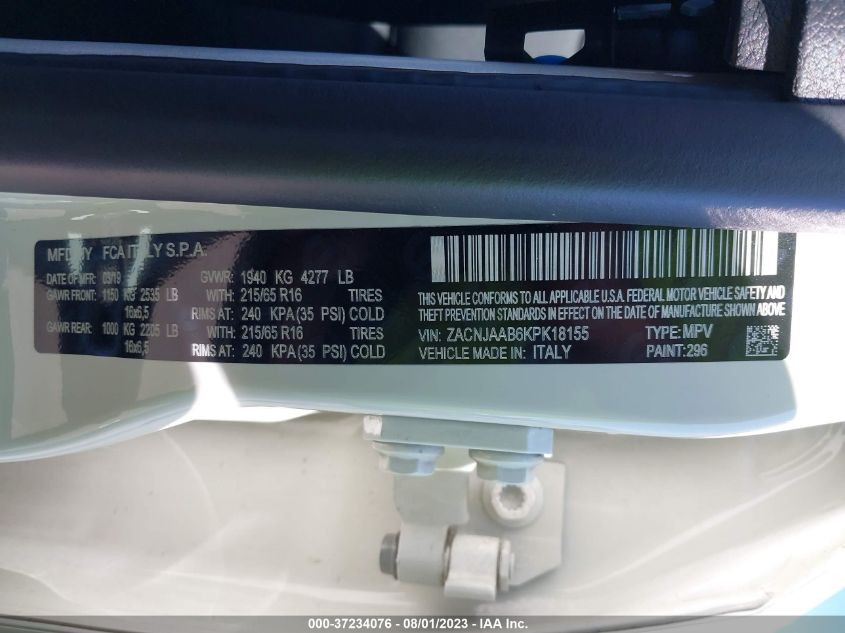 MFD BY FCA ITALY S.P.A.
DATE OF MFR: 03/19 GVWR: 1940 KG 4277 LB
GAWR FRONT: 1150 KG 2535 LB WITH: 215/65 R16 TIRES
16x6,5 RIMS AT: 240 KPA (35 PSI) COLD
GAWR REAR: 1000 KG 2205 LB WITH: 215/65 R16 TIRES
16x6,5 RIMS AT: 240 KPA (35 PSI) COLD
THIS VEHICLE CONFORMS TO ALL APPLICABLE U.S.A. FEDERAL MOTOR VEHICLE SAFETY AND
THEFT PREVENTION STANDARDS IN EFFECT ON THE DATE OF MANUFACTURE SHOWN ABOVE.
VIN: ZACNJAAB6KPK18155 TYPE: MPV
VEHICLE MADE IN: ITALY PAINT: 296
000-37234076 - 08/01/2023 - IAA Inc.